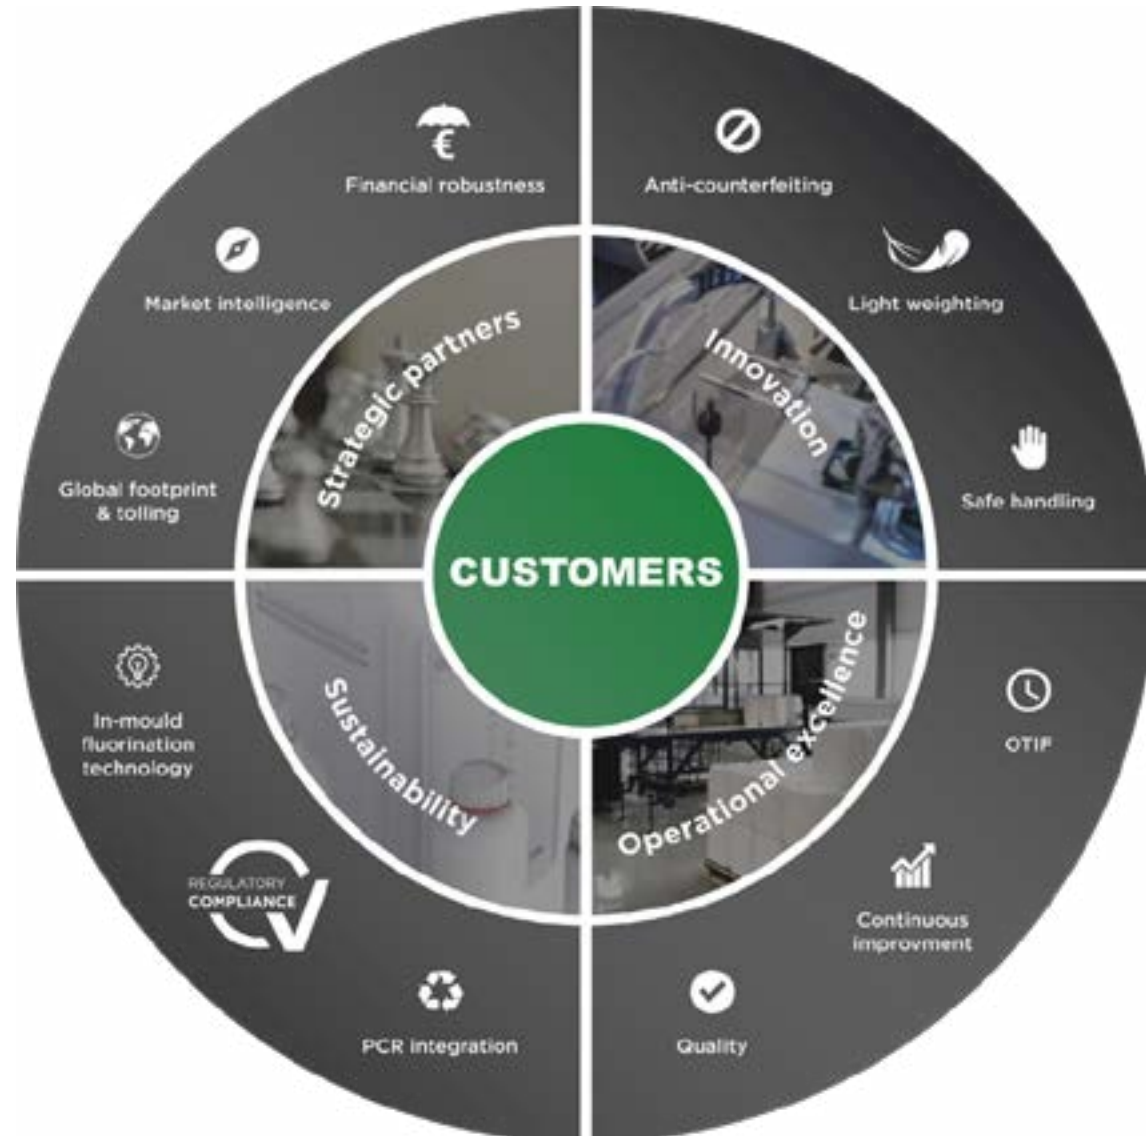 €
Financial robustness
Market intelligence
Global footprint
& tolling
Strategic partners
Anti-counterfeiting
Light weighting
Safe handling
Innovation
CUSTOMERS
In-mould
fluorination
technology
REGULATORY
COMPLIANCE
PCR integration
Sustainability
OTIF
Continuous
improvment
Quality
Operational excellence